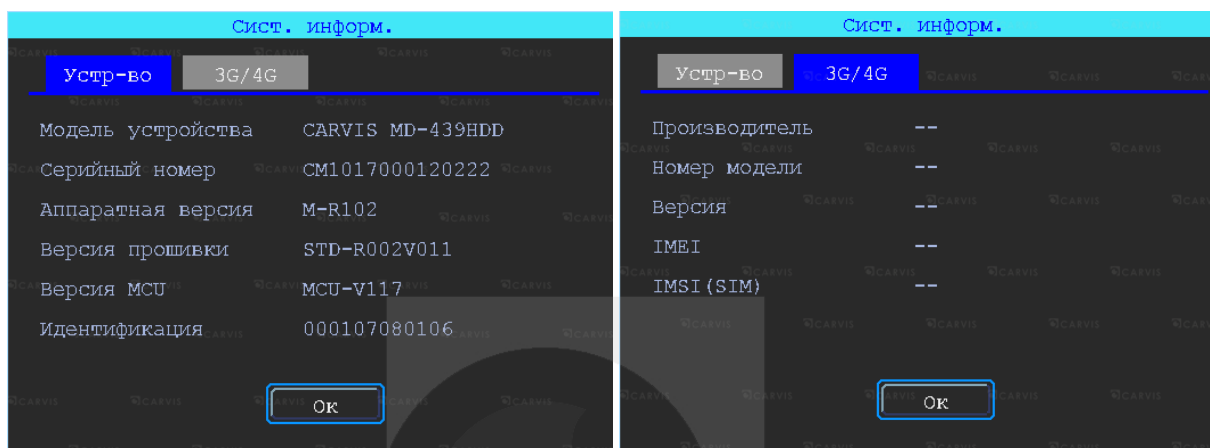 Сист. информ.
Устр-во 3G/4G
Модель устройства CARVIS MD-439HDD
Серийный номер CM1017000120222
Аппаратная версия M-R102
Версия прошивки STD-R002V011
Версия MCU MCU-V117
Идентификация 000107080106
Ок
Сист. информ.
Устр-во 3G/4G
Производитель --
Номер модели --
Версия --
IMEI --
IMSI(SIM) --
Ок